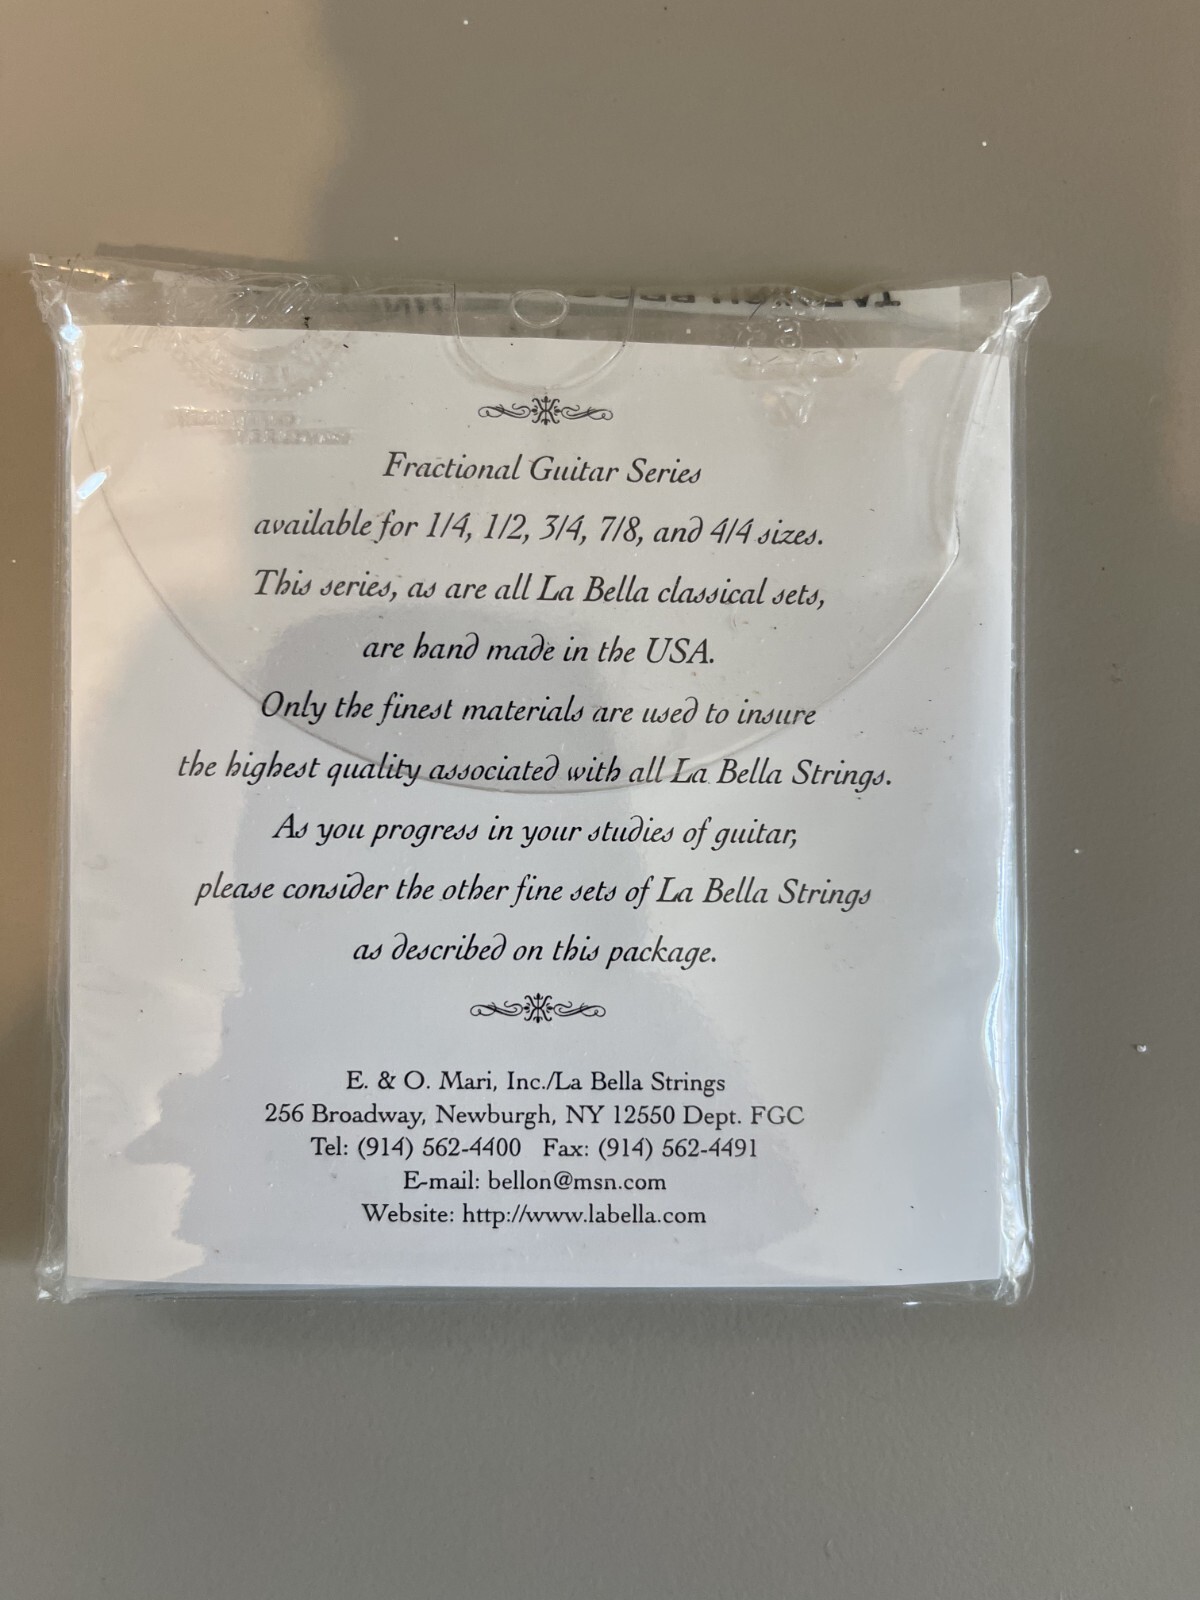 Fractional Guitar Series
available for 1/4, 1/2, 3/4, 7/8, and 4/4 sizes.
This series, as are all La Bella classical sets,
are hand made in the USA.
Only the finest materials are used to insure
the highest quality associated with all La Bella Strings.
As you progress in your studies of guitar,
please consider the other fine sets of La Bella Strings
as described on this package.
E. & O. Mari, Inc./La Bella Strings
256 Broadway, Newburgh, NY 12550 Dept. FGC
Tel: (914) 562-4400 Fax: (914) 562-4491
E-mail: bellon@msn.com
Website: http://www.labella.com